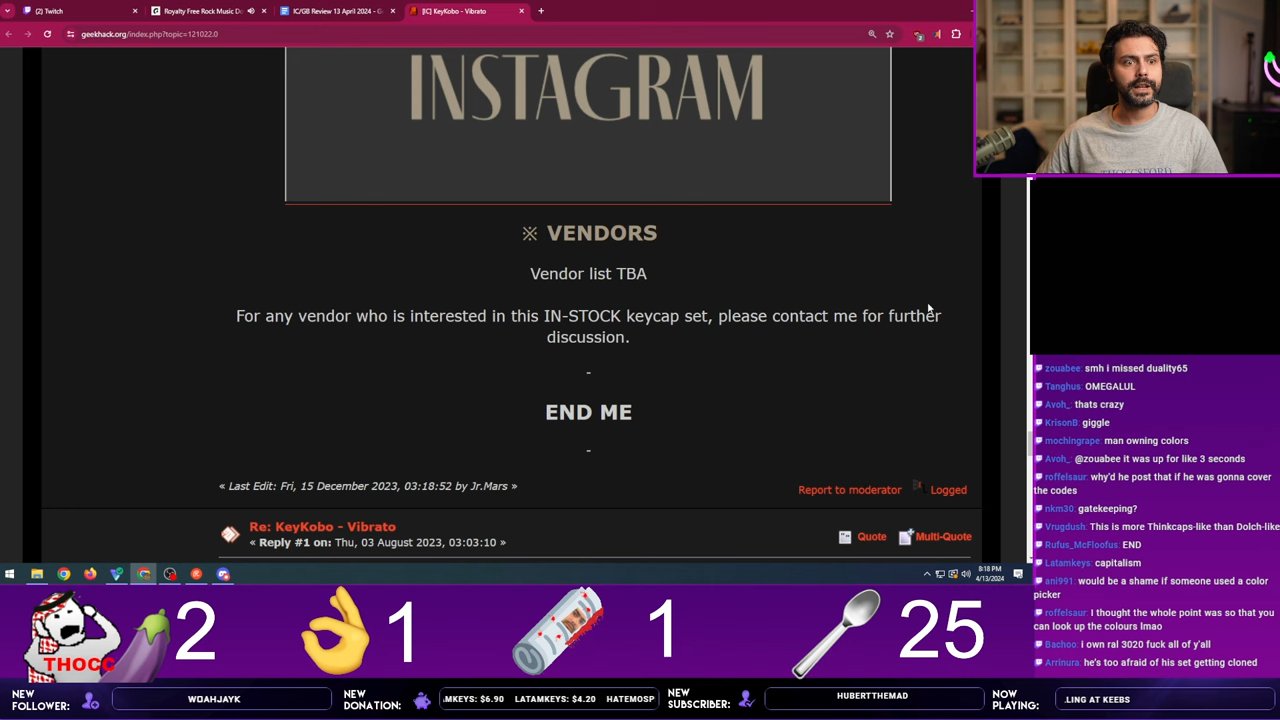 (2) Twitch
Royalty Free Rock Music D
IC/GB Review 13 April 2024 - G
[IC] KeyKobo - Vibrato
geekhack.org/index.php?topic=121022.0
INSTAGRAM
※ VENDORS
Vendor list TBA
For any vendor who is interested in this IN-STOCK keycap set, please contact me for further
discussion.
-
END ME
-
« Last Edit: Fri, 15 December 2023, 03:18:52 by Jr.Mars »
Report to moderator
Logged
Re: KeyKobo - Vibrato
« Reply #1 on: Thu, 03 August 2023, 03:03:10 »
Quote
Multi-Quote
8:18 PM
4/13/2024
THOCCSFORD
zouabee: smh i missed duality65
Tanghus: OMEGALUL
Avoh_: thats crazy
KrisonB: giggle
mochingrape: man owning colors
Avoh_: @zouabee it was up for like 3 seconds
roffelsaur: why'd he post that if he was gonna cover
the codes
nkm30: gatekeeping?
Vrugdush: This is more Thinkcaps-like than Dolch-like
Rufus_McFloofus: END
Latamkeys: capitalism
ani991: would be a shame if someone used a color
picker
roffelsaur: I thought the whole point was so that you
can look up the colours lmao
Bachoo: i own ral 3020 fuck all of y'all
Arrinura: he's too afraid of his set getting cloned
THOCC
2
1
1
25
NEW
FOLLOWER:
WOAHJAYK
NEW
DONATION:
MKEYS: $6.90 LATAMKEYS: $4.20 HATEMOSP
NEW
SUBSCRIBER:
HUBERTTHEMAD
NOW
PLAYING:
.LING AT KEEBS